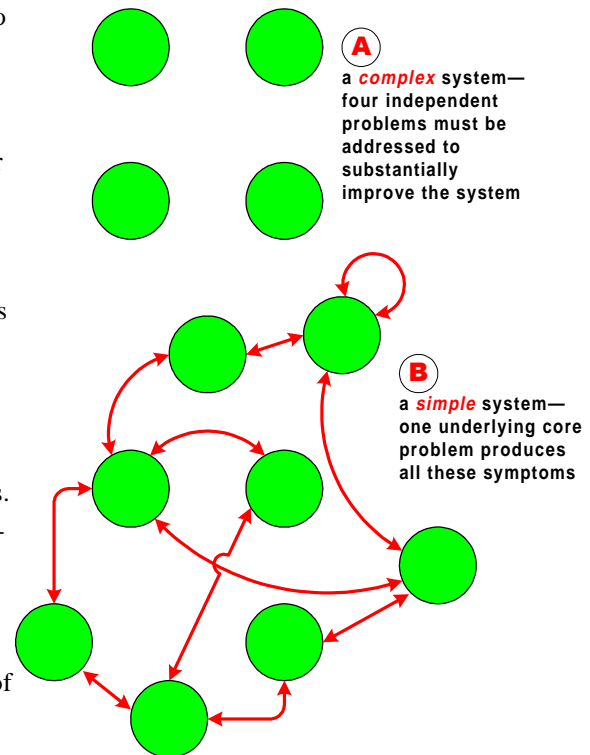 o
A
a complex system—
four independent
problems must be
addressed to
substantially
improve the system
r
s
B
a simple system—
one underlying core
problem produces
all these symptoms
s.
-
of